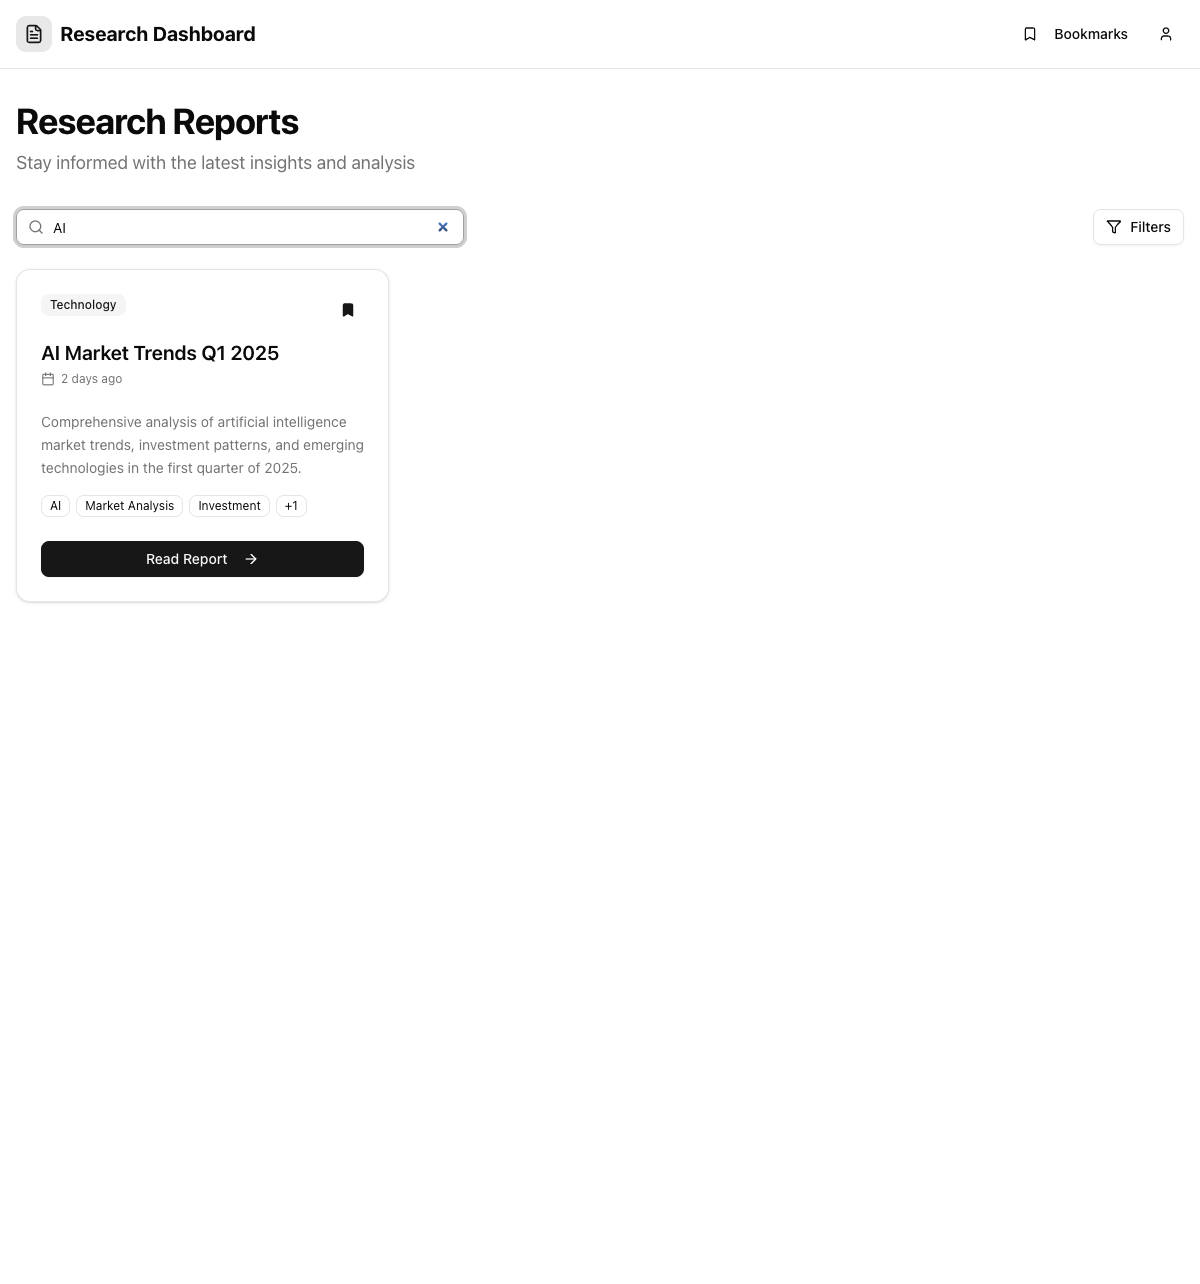 Research Dashboard
Bookmarks
Research Reports
Stay informed with the latest insights and analysis
AI
Filters
Technology
AI Market Trends Q1 2025
2 days ago
Comprehensive analysis of artificial intelligence
market trends, investment patterns, and emerging
technologies in the first quarter of 2025.
AI Market Analysis Investment +1
Read Report